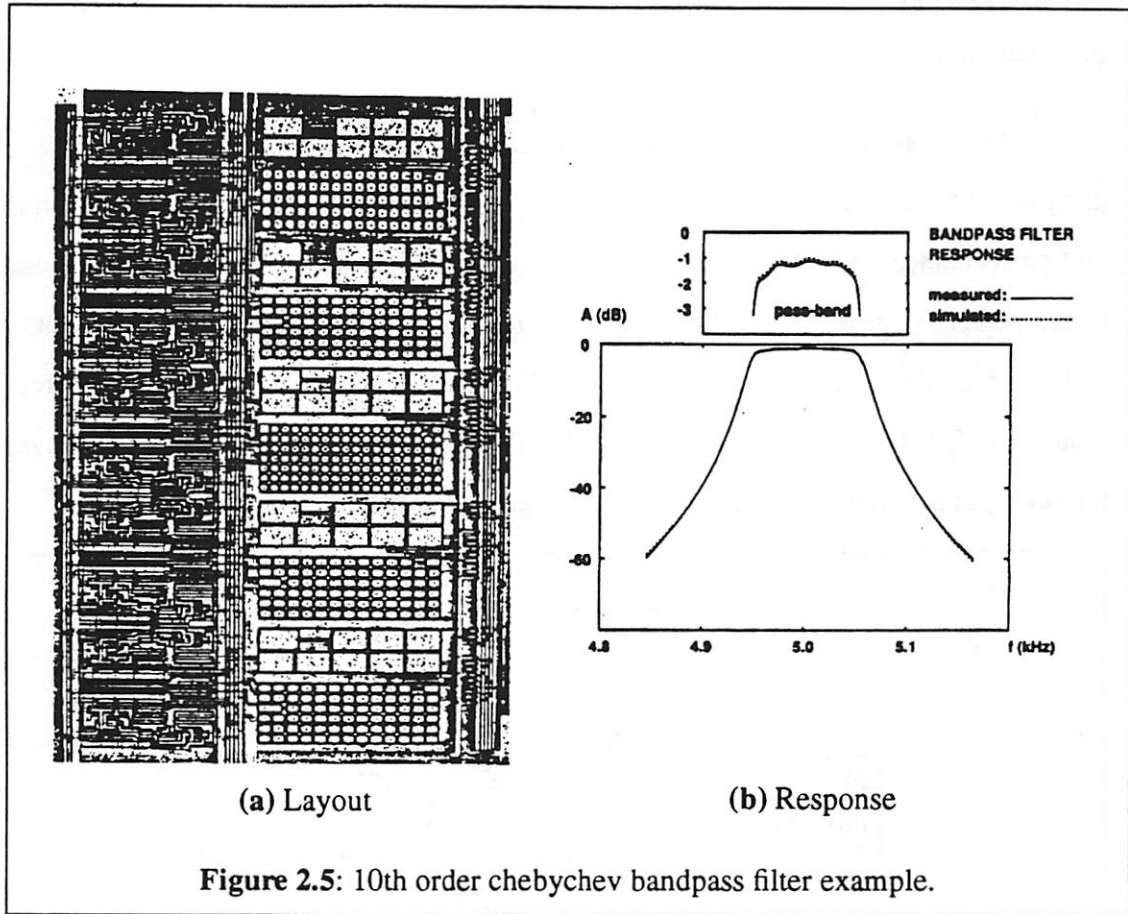 0
-1
-2
-3
A (dB)
pass-band
BANDPASS FILTER
RESPONSE
measured:
simulated:
0
-20
-40
-60
4.8
4.9
5.0
5.1
f (kHz)
(a) Layout
(b) Response
Figure 2.5: 10th order chebychev bandpass filter example.